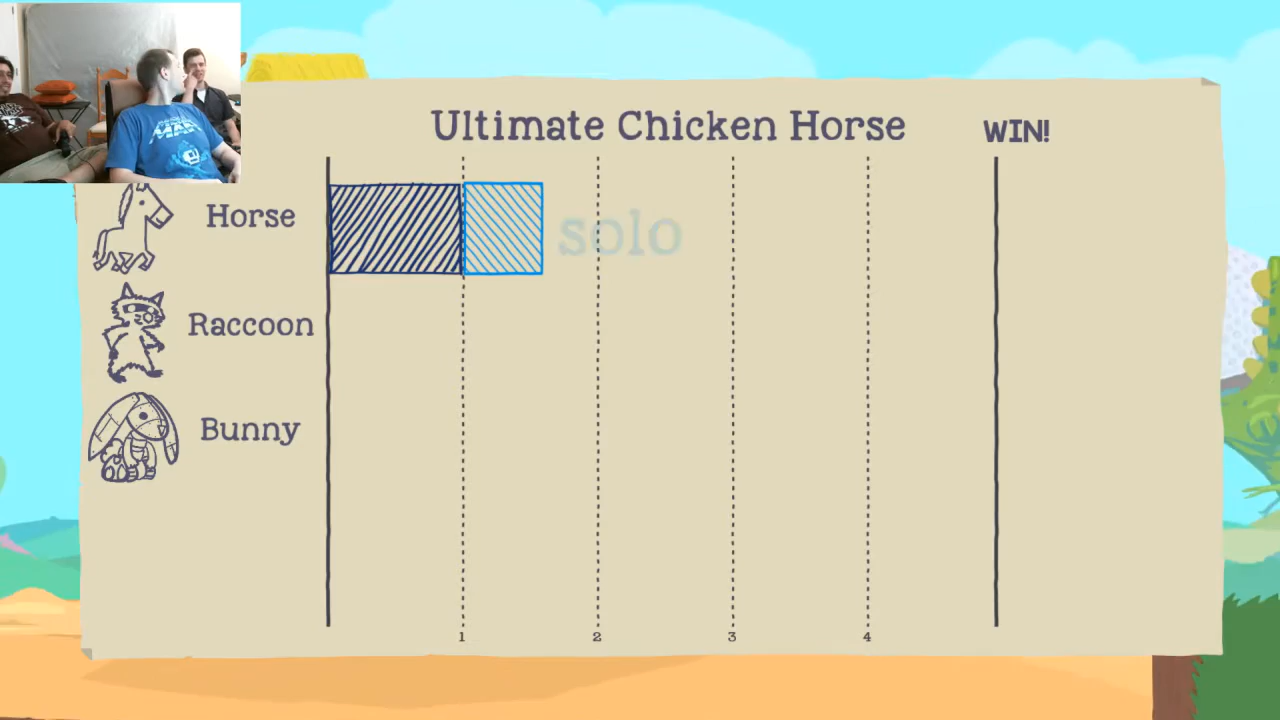 Ultimate Chicken Horse
WIN!
Horse
solo
Raccoon
Bunny
1 2 3 4